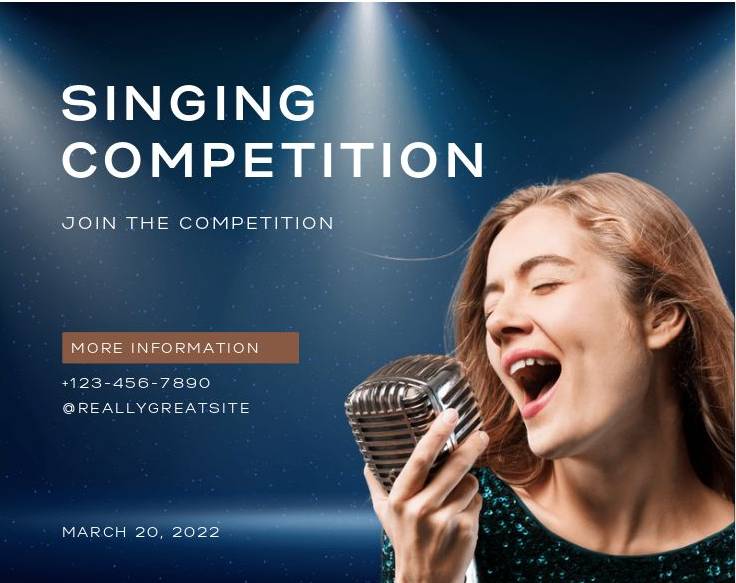 SINGING
COMPETITION
JOIN THE COMPETITION
MORE INFORMATION
+123-456-7890
@REALLYGREATSITE
MARCH 20, 2022